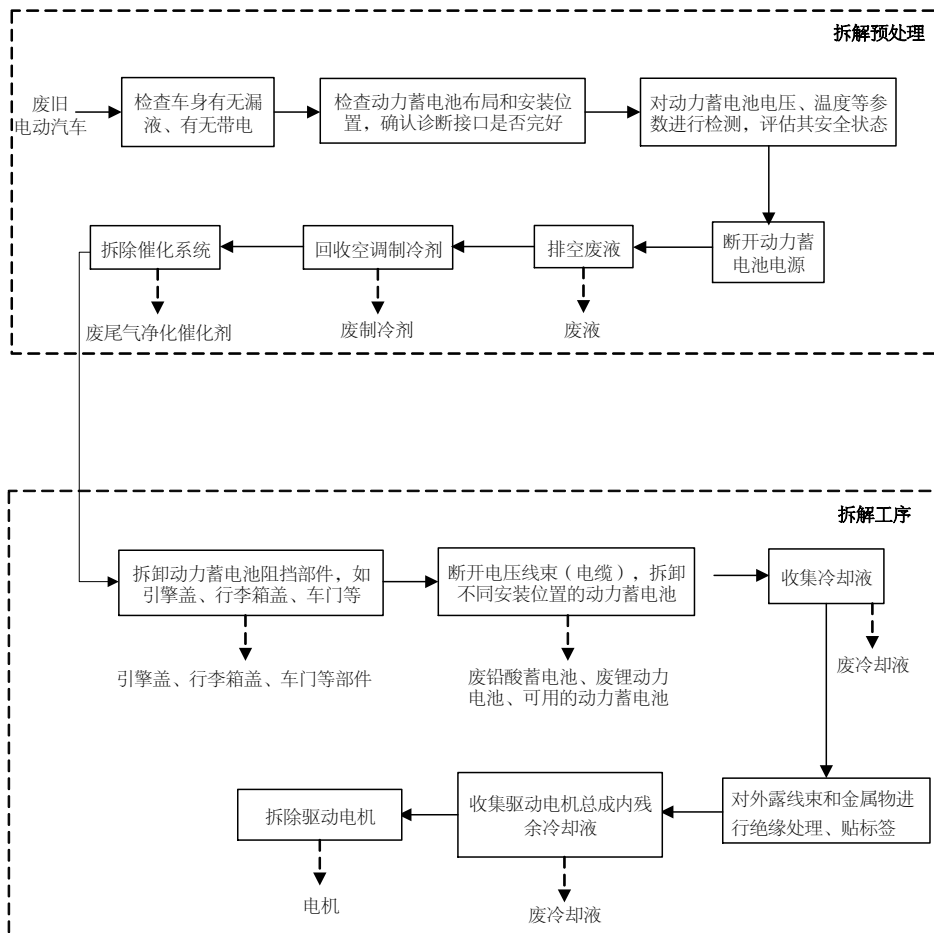 拆解预处理
废旧
电动汽车
检查车身有无漏
液、有无带电
检查动力蓄电池布局和安装位
置，确认诊断接口是否完好
对动力蓄电池电压、温度等参
数进行检测，评估其安全状态
断开动力蓄
电池电源
排空废液
回收空调制冷剂
拆除催化系统
废液
废制冷剂
废尾气净化催化剂
拆解工序
拆卸动力蓄电池阻挡部件，如
引擎盖、行李箱盖、车门等
断开电压线束（电缆），拆卸
不同安装位置的动力蓄电池
收集冷却液
引擎盖、行李箱盖、车门等部件
废铅酸蓄电池、废锂动力
电池、可用的动力蓄电池
废冷却液
对外露线束和金属物进
行绝缘处理、贴标签
收集驱动电机总成内残
余冷却液
拆除驱动电机
电机
废冷却液